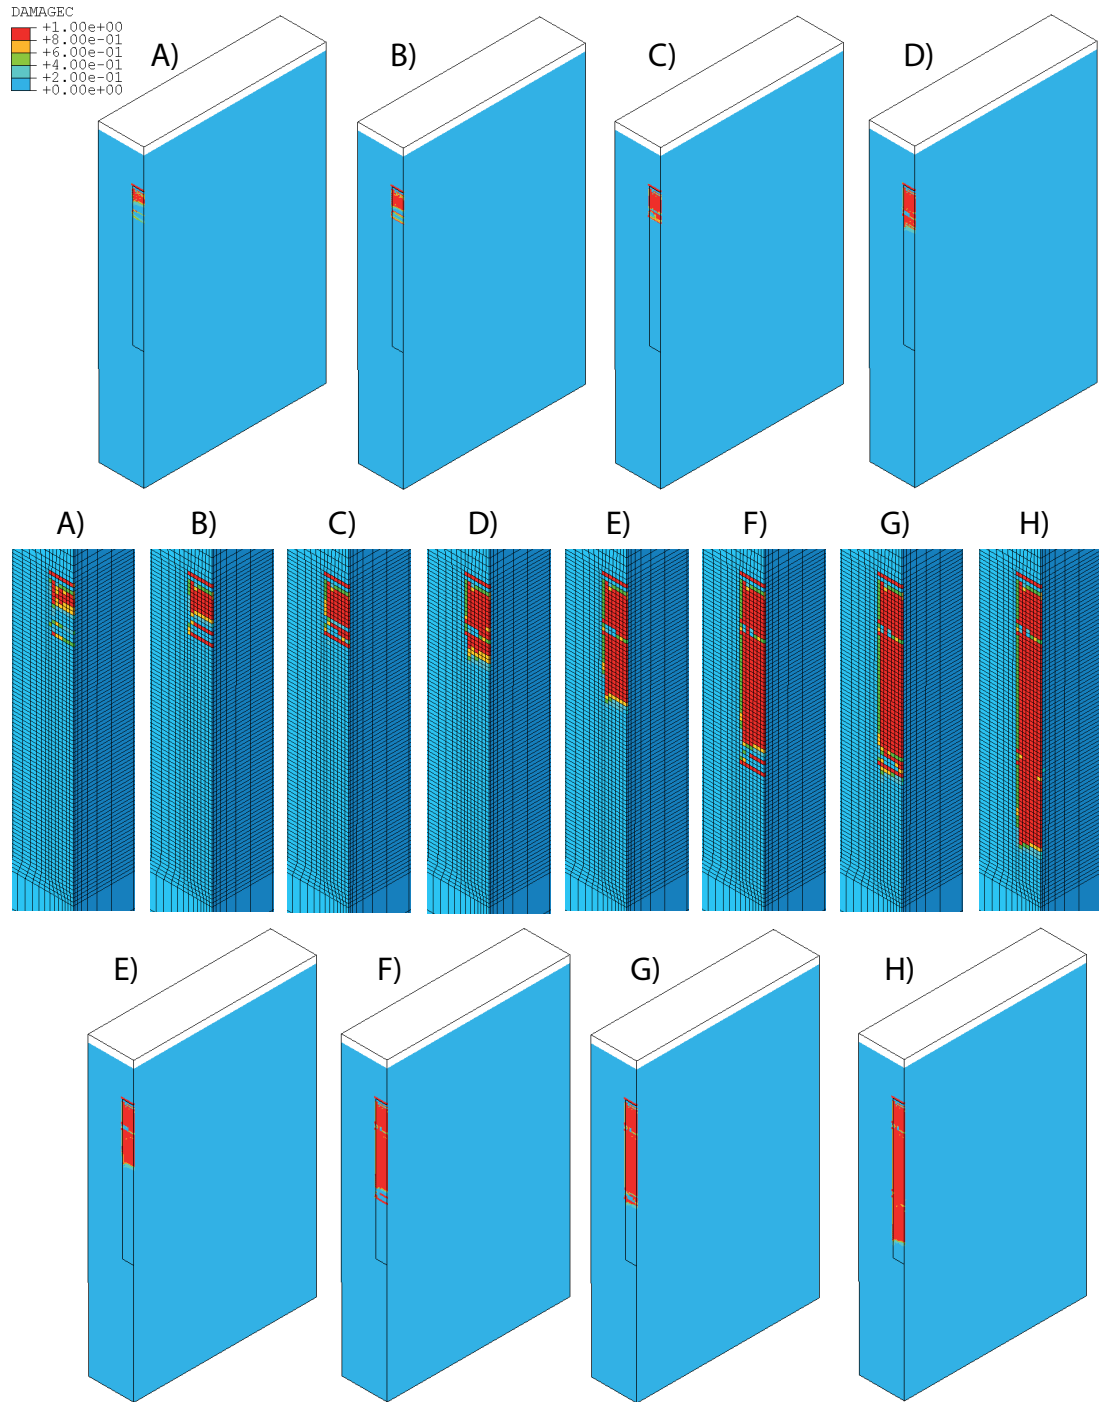 DAMAGEC
+1.00e+00
+8.00e-01
+6.00e-01
+4.00e-01
+2.00e-01
+0.00e+00
A) B) C) D)
A) B) C) D) E) F) G) H)
E) F) G) H)